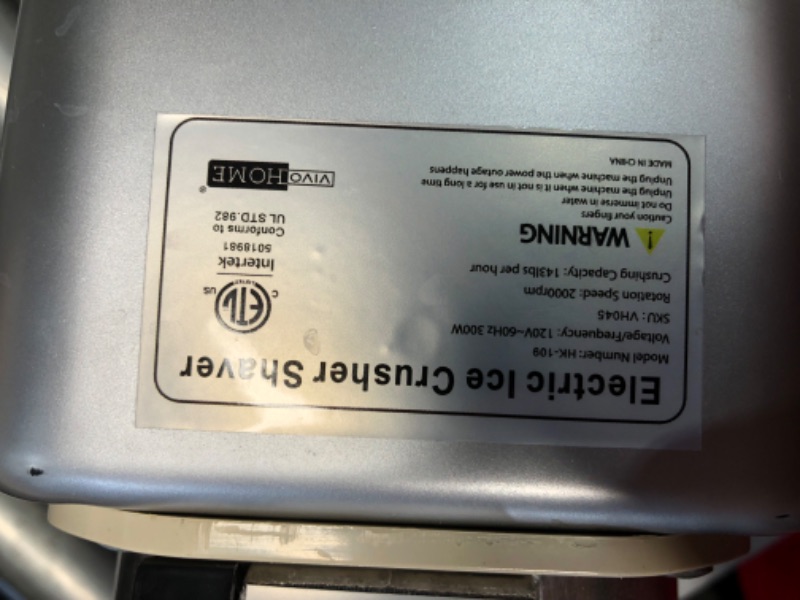 Electric Ice Crusher Shaver
Model Number: HK-109
Voltage/Frequency: 120V~60Hz 300W
SKU: VH045
Rotation Speed: 2000rpm
Crushing Capacity: 143lbs per hour
WARNING
Caution your fingers
Do not immerse in water
Unplug the machine when it is not in use for a long time
Unplug the machine when the power outage happens
MADE IN CHINA
ETL
LISTED
C US
Intertek
5018981
Conforms to
UL STD.982
VIVOHOME®